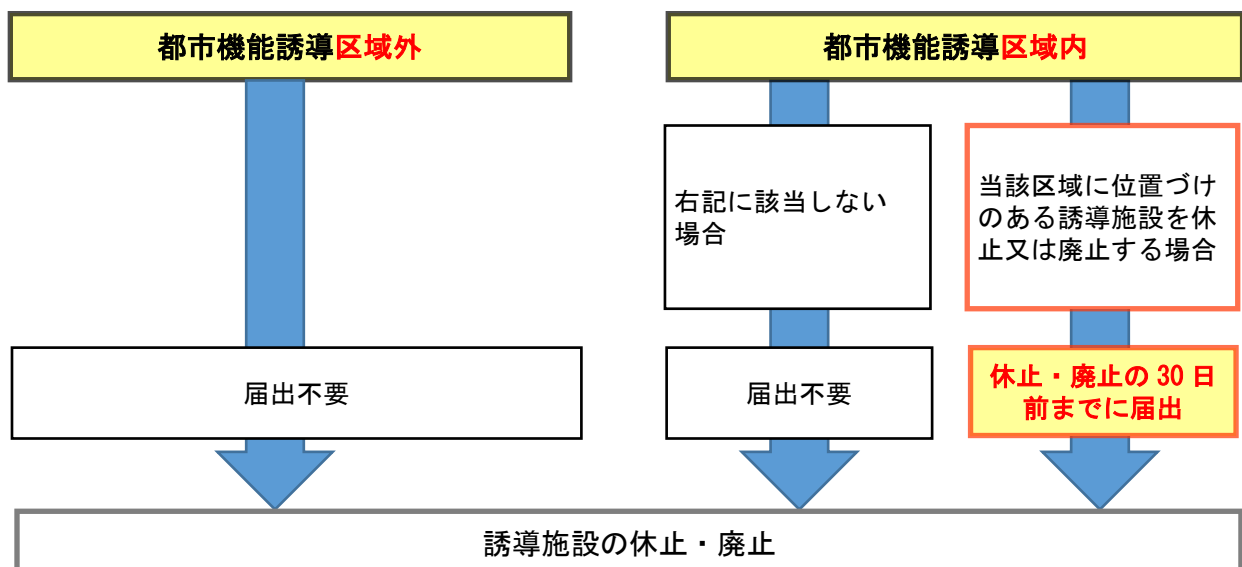 都市機能誘導区域外
都市機能誘導区域内
右記に該当しない
場合
当該区域に位置づけ
のある誘導施設を休
止又は廃止する場合
届出不要
届出不要
休止・廃止の 30 日
前までに届出
誘導施設の休止・廃止